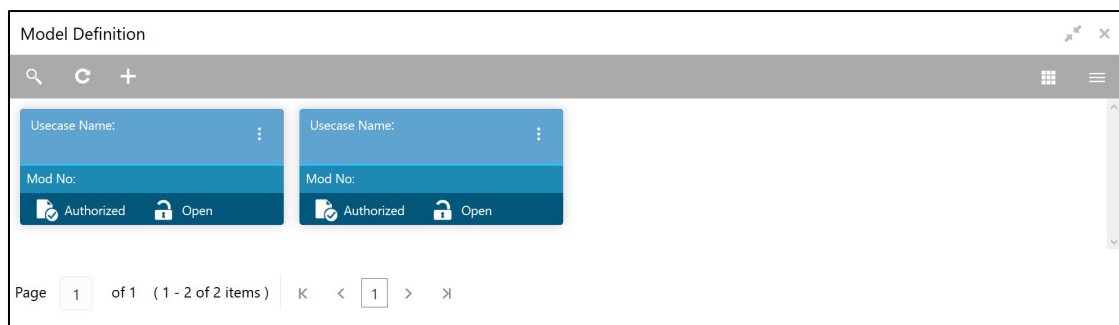 Model Definition
Usecase Name:
Usecase Name:
Mod No:
Mod No:
Authorized Open
Authorized Open
Page 1 of 1 ( 1 - 2 of 2 items ) 1